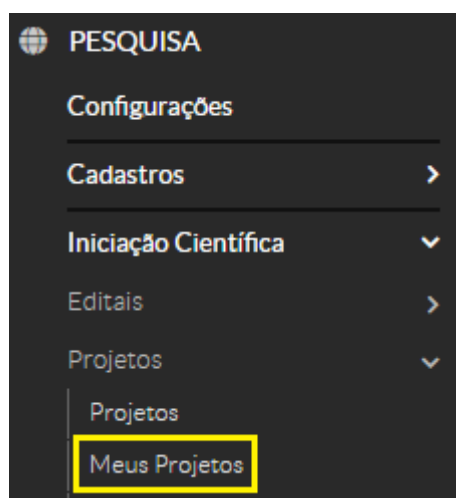 PESQUISA
Configurações
Cadastros
Iniciação Científica
Editais
Projetos
Projetos
Meus Projetos